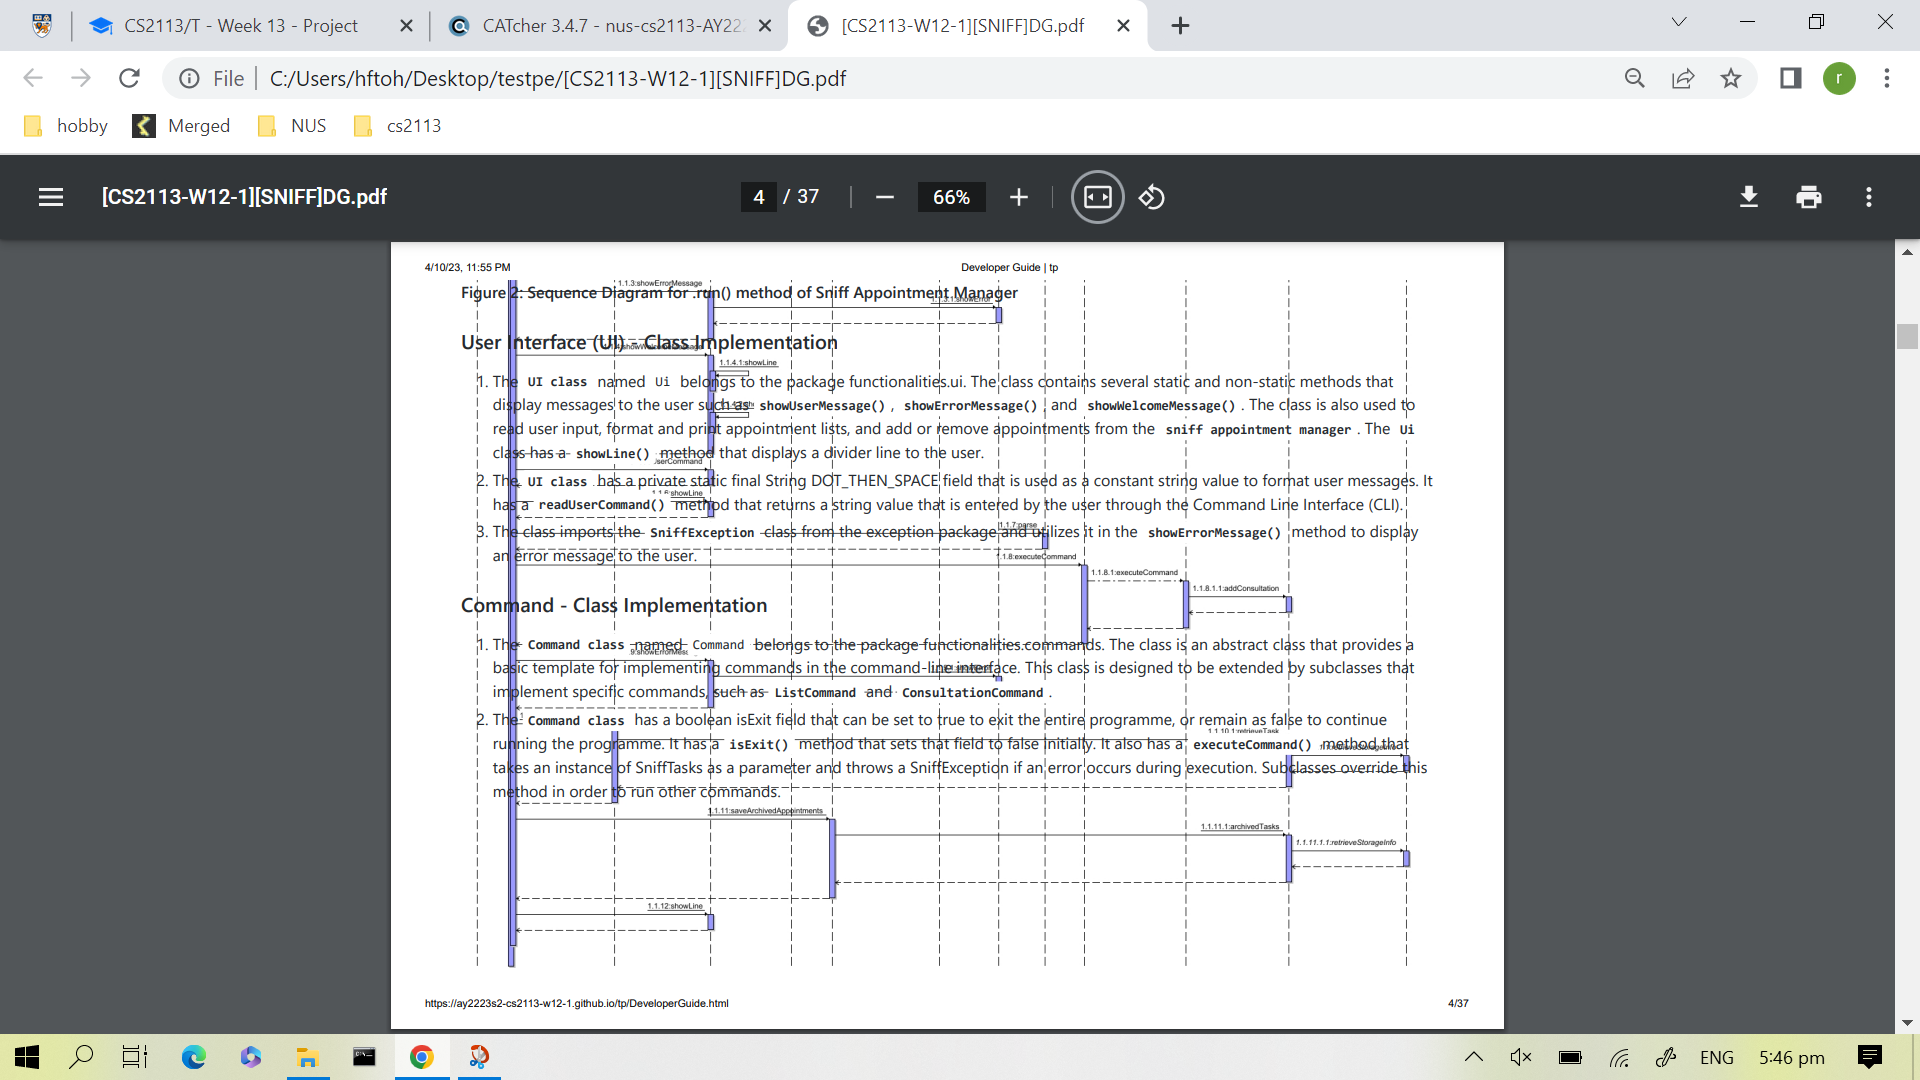 CS2113/T - Week 13 - Project
CATcher 3.4.7 - nus-cs2113-AY222
[CS2113-W12-1][SNIFF]DG.pdf
File
C:/Users/hftoh/Desktop/testpe/[CS2113-W12-1][SNIFF]DG.pdf
r
hobby
Merged
NUS
cs2113
[CS2113-W12-1][SNIFF]DG.pdf
4 / 37
66%
4/10/23, 11:55 PM
Developer Guide | tp
1.1.3:showErrorMessage
Figure 2: Sequence Diagram for .run() method of Sniff Appointment Manager
User Interface (UI) - Class Implementation
1.1.4.1:showLine
1. The UI class named Ui belongs to the package functionalities.ui. The class contains several static and non-static methods that
display messages to the user such as showUserMessage() , showErrorMessage() , and showWelcomeMessage() . The class is also used to
read user input, format and print appointment lists, and add or remove appointments from the sniff appointment manager . The Ui
class has a showLine() method that displays a divider line to the user.
2. The UI class has a private static final String DOT_THEN_SPACE field that is used as a constant string value to format user messages. It
has a readUserCommand() method that returns a string value that is entered by the user through the Command Line Interface (CLI).
1.1.7:parse
3. The class imports the SniffException class from the exception package and utilizes it in the showErrorMessage() method to display
an error message to the user.
1.1.8:executeCommand
1.1.8.1:executeCommand
1.1.8.1.1:addConsultation
Command - Class Implementation
1. The Command class named Command belongs to the package functionalities.commands. The class is an abstract class that provides a
basic template for implementing commands in the command-line interface. This class is designed to be extended by subclasses that
implement specific commands, such as ListCommand and ConsultationCommand .
2. The Command class has a boolean isExit field that can be set to true to exit the entire programme, or remain as false to continue
running the programme. It has a isExit() method that sets that field to false initially. It also has a executeCommand() method that
takes an instance of SniffTasks as a parameter and throws a SniffException if an error occurs during execution. Subclasses override this
method in order to run other commands.
1.1.11:saveArchivedAppointments
1.1.11.1:archivedTasks
1.1.11.1.1:retrieveStorageInfo
1.1.12:showLine
https://ay2223s2-cs2113-w12-1.github.io/tp/DeveloperGuide.html
4/37
ENG
5:46 pm